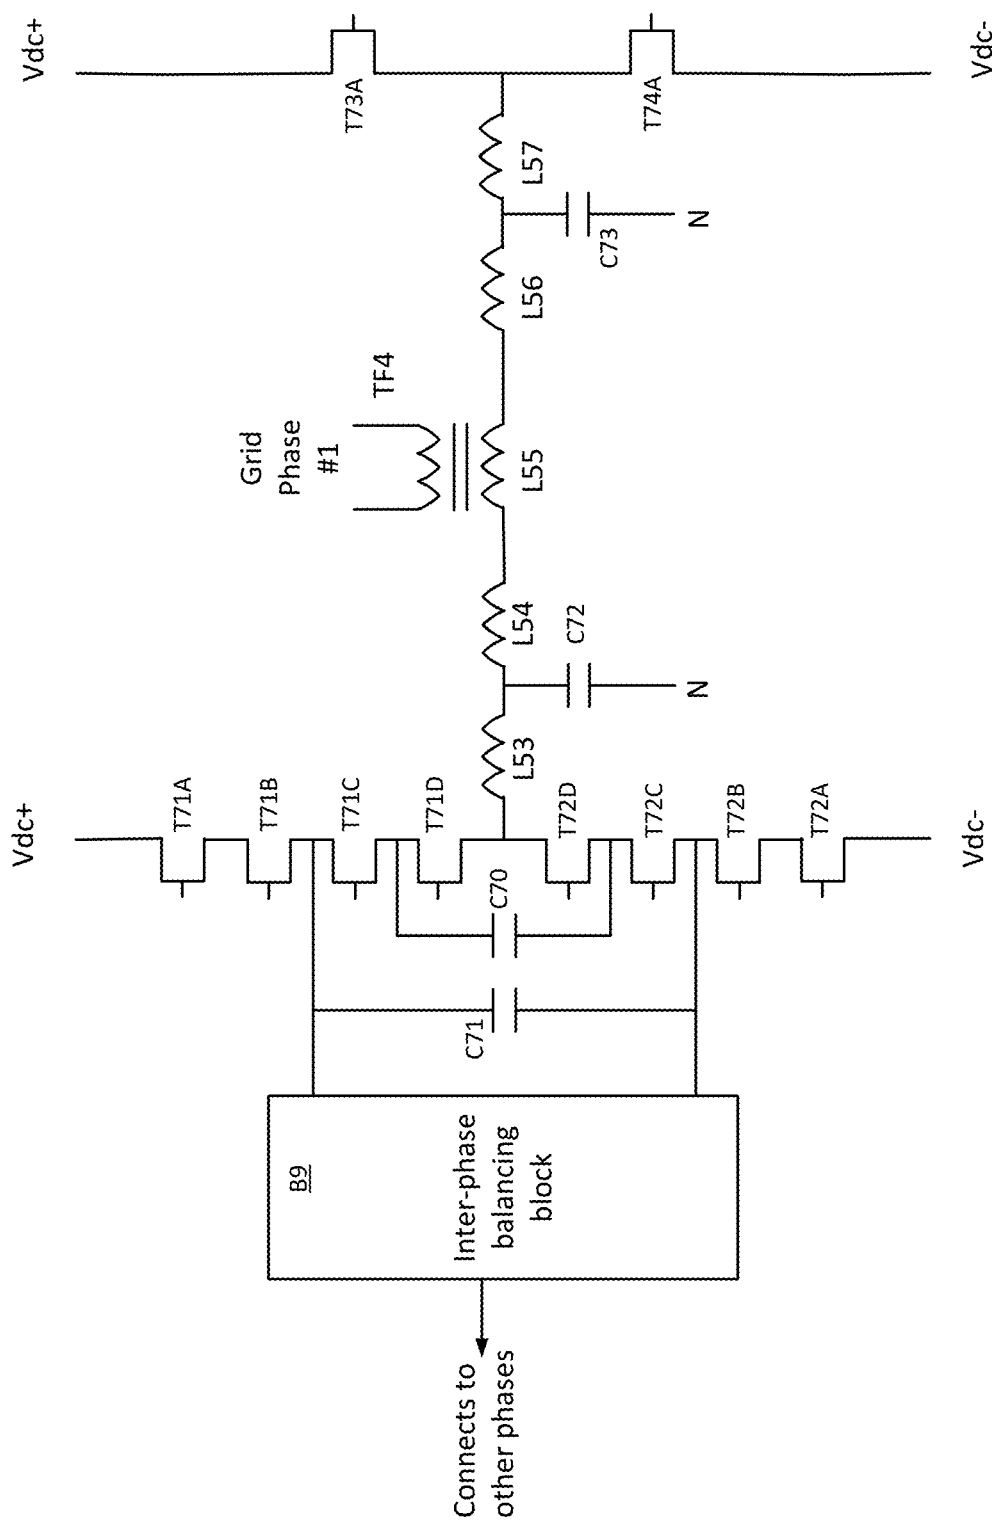 Vdc+
Vdc+
T71A
T71B
T71C
T71D
T72D
T72C
T72B
T72A
Vdc-
C70
C71
B9
Inter-phase
balancing
block
Connects to
other phases
L53
L54
C72
N
Grid
Phase
#1
TF4
L55
L56
L57
C73
N
T73A
T74A
Vdc-